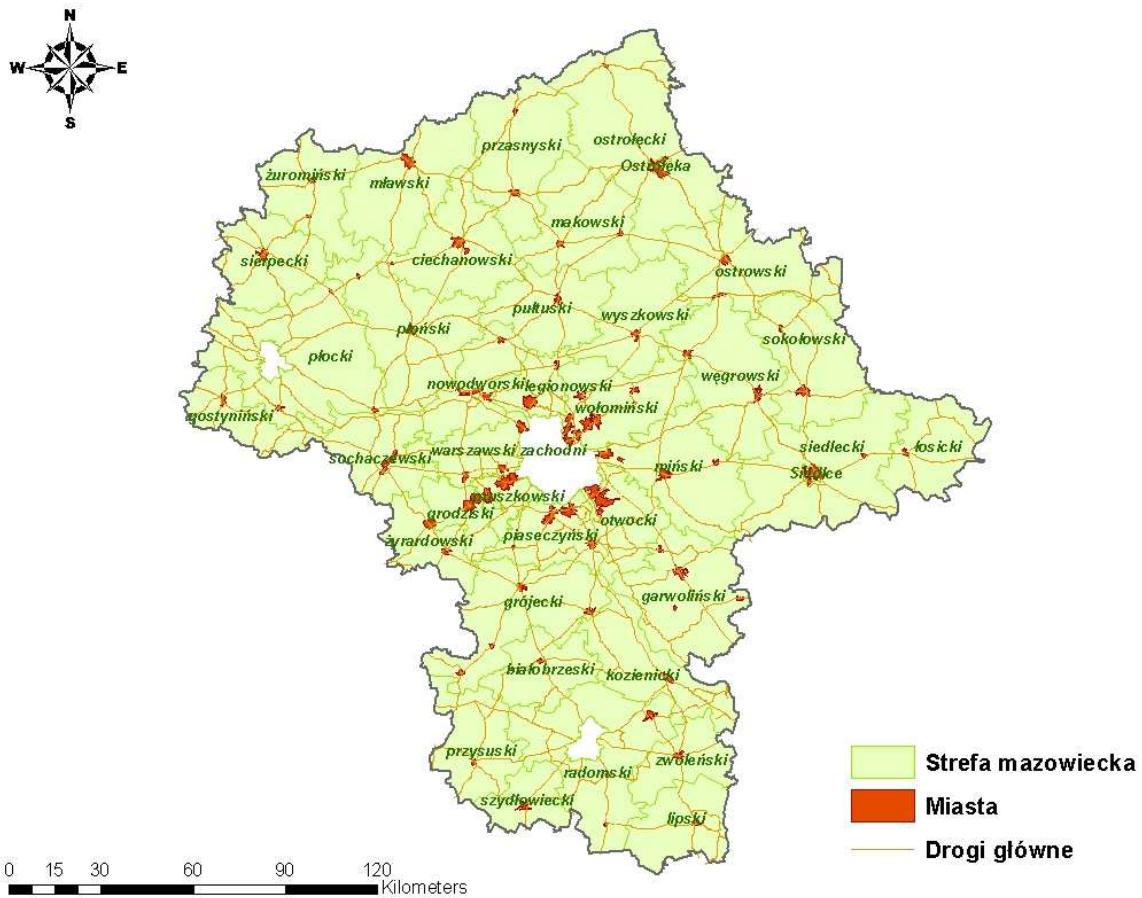 N
W E
S
ostrołęcki
przasnyski
Ostrołęka
żuromiński
mławski
makowski
sierpecki
ciechanowski
ostrowski
pułtuski
wyszkowski
płoński
sokołowski
płocki
węgrowski
nowodworski
legionowski
gostyniński
wołomiński
sochaczewski
warszawski zachodni
siedlecki
łosicki
miński
Siedlce
pruszkowski
grodziski
otwocki
żyrardowski
piaseczyński
grójecki
garwoliński
białobrzeski
kozienicki
przysuski
zwoleński
radomski
szydłowiecki
lipski
Strefa mazowiecka
Miasta
Drogi główne
0 15 30 60 90 120
Kilometers